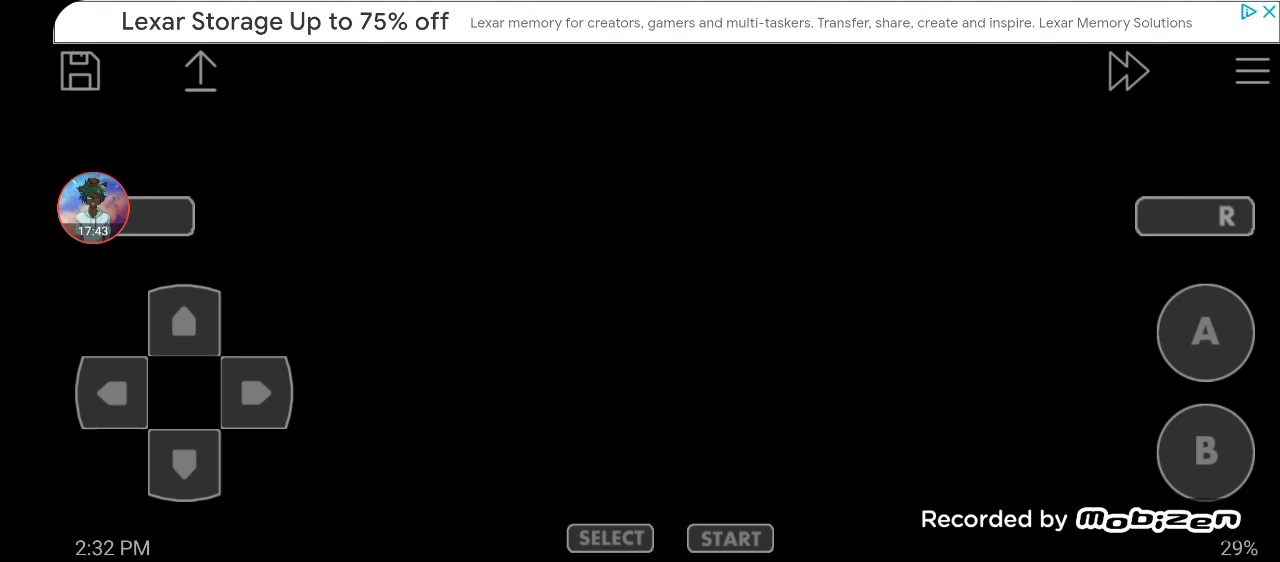 Lexar Storage Up to 75% off Lexar memory for creators, gamers and multi-taskers. Transfer, share, create and inspire. Lexar Memory Solutions
17:43
R
A
B
Recorded by mobizen
SELECT START
2:32 PM 29%